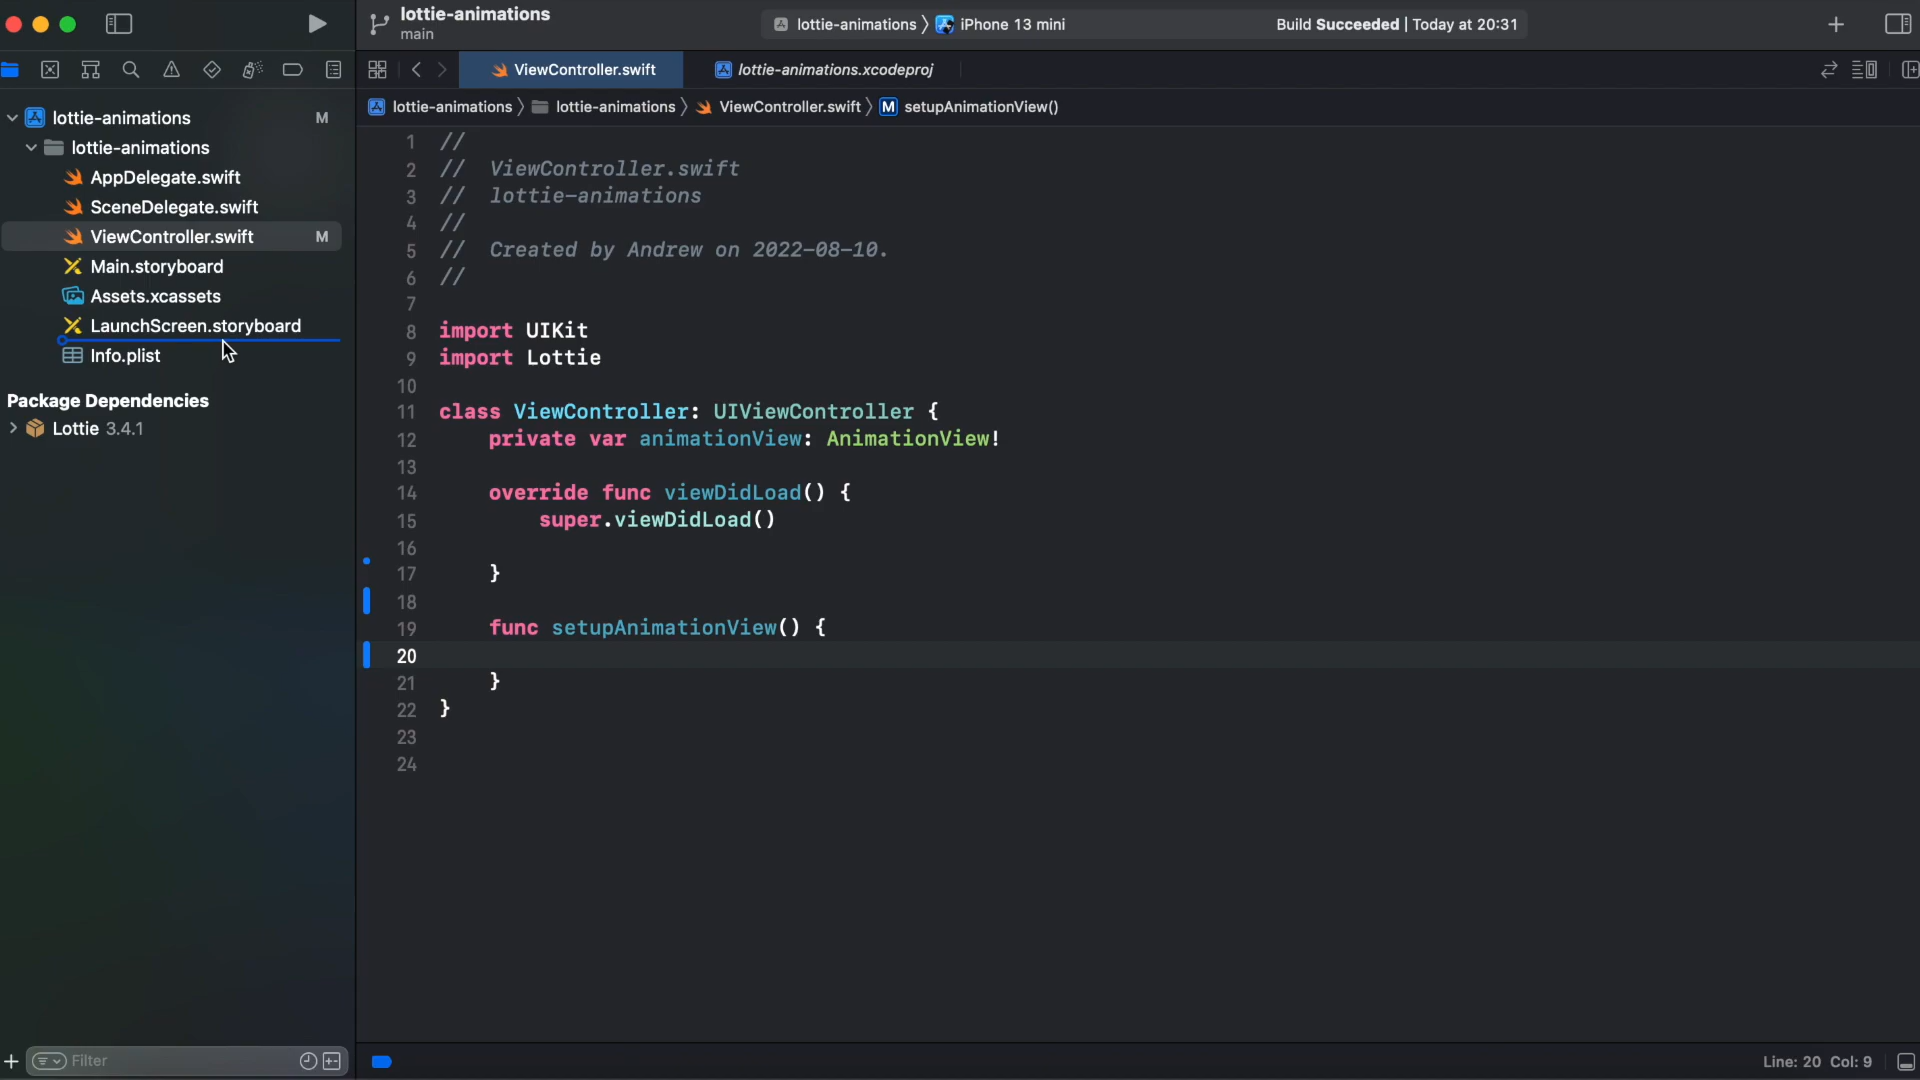 lottie-animations
main
lottie-animations 〉 iPhone 13 mini
Build Succeeded | Today at 20:31
ViewController.swift
lottie-animations.xcodeproj
lottie-animations 〉 lottie-animations 〉 ViewController.swift 〉 M setupAnimationView()
lottie-animations M
lottie-animations
AppDelegate.swift
SceneDelegate.swift
ViewController.swift M
Main.storyboard
Assets.xcassets
LaunchScreen.storyboard
Info.plist
Package Dependencies
Lottie 3.4.1
Filter
1 //
2 //  ViewController.swift
3 //  lottie-animations
4 //
5 //  Created by Andrew on 2022-08-10.
6 //
7
8 import UIKit
9 import Lottie
10
11 class ViewController: UIViewController {
12     private var animationView: AnimationView!
13
14     override func viewDidLoad() {
15         super.viewDidLoad()
16
17     }
18
19     func setupAnimationView() {
20
21     }
22 }
23
24
Line: 20 Col: 9